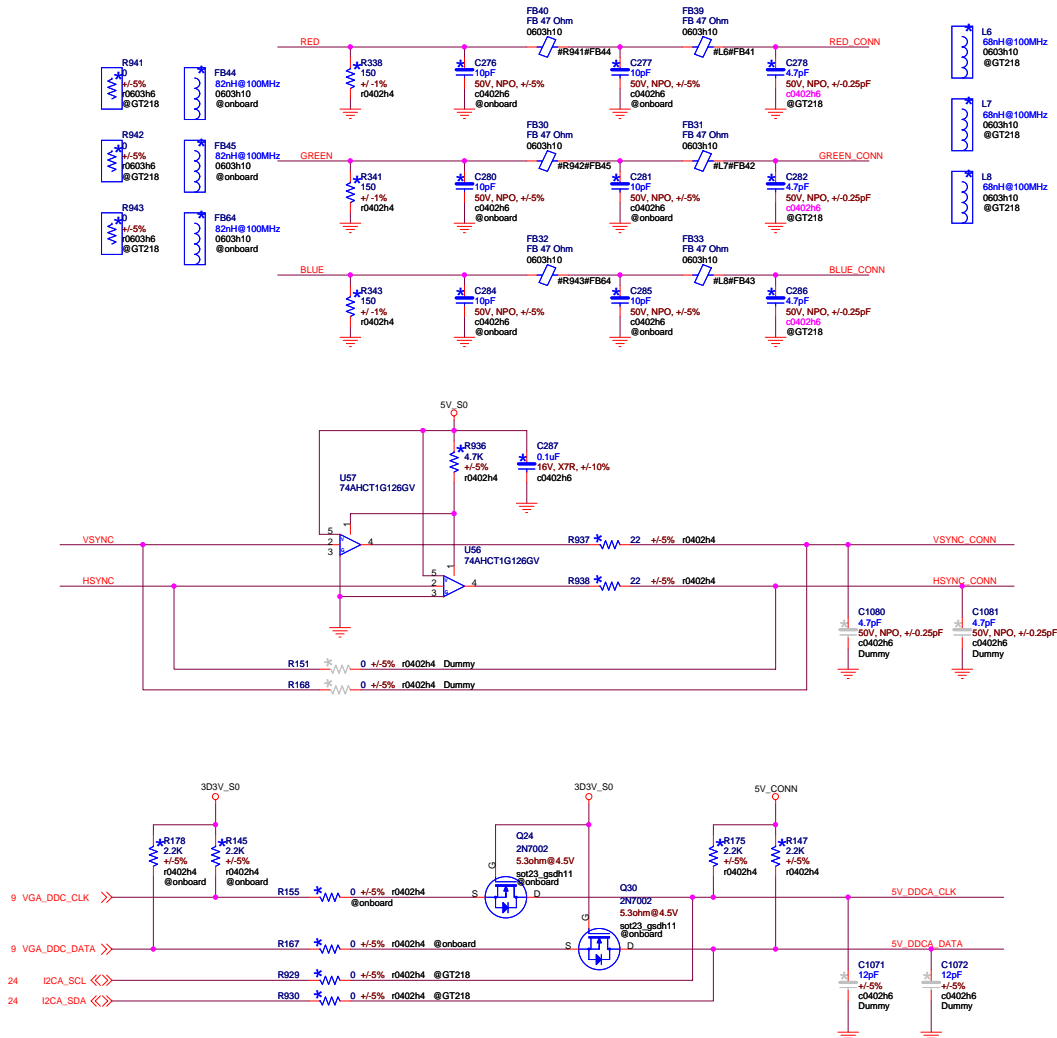 FB40
FB 47 Ohm
0603h10
#R941#FB44
FB39
FB 47 Ohm
0603h10
#L6#FB41
RED
RED_CONN
R941
0
+/-5%
r0603h6
@GT218
FB44
82nH@100MHz
0603h10
@onboard
R338
150
+/ -1%
r0402h4
C276
10pF
50V, NPO, +/-5%
c0402h6
@onboard
C277
10pF
50V, NPO, +/-5%
c0402h6
@onboard
C278
4.7pF
50V, NPO, +/-0.25pF
c0402h6
@GT218
L6
68nH@100MHz
0603h10
@GT218
R942
0
+/-5%
r0603h6
@GT218
FB45
82nH@100MHz
0603h10
@onboard
FB30
FB 47 Ohm
0603h10
#R942#FB45
FB31
FB 47 Ohm
0603h10
#L7#FB42
GREEN
GREEN_CONN
R341
150
+/ -1%
r0402h4
C280
10pF
50V, NPO, +/-5%
c0402h6
@onboard
C281
10pF
50V, NPO, +/-5%
c0402h6
@onboard
C282
4.7pF
50V, NPO, +/-0.25pF
c0402h6
@GT218
L7
68nH@100MHz
0603h10
@GT218
R943
0
+/-5%
r0603h6
@GT218
FB64
82nH@100MHz
0603h10
@onboard
FB32
FB 47 Ohm
0603h10
#R943#FB64
FB33
FB 47 Ohm
0603h10
#L8#FB43
BLUE
BLUE_CONN
R343
150
+/ -1%
r0402h4
C284
10pF
50V, NPO, +/-5%
c0402h6
@onboard
C285
10pF
50V, NPO, +/-5%
c0402h6
@onboard
C286
4.7pF
50V, NPO, +/-0.25pF
c0402h6
@GT218
L8
68nH@100MHz
0603h10
@GT218
5V_S0
R936
4.7K
+/-5%
r0402h4
C287
0.1uF
16V, X7R, +/-10%
c0402h6
U57
74AHCT1G126GV
5
2
3
1
4
VSYNC
R937 22 +/-5% r0402h4
VSYNC_CONN
U56
74AHCT1G126GV
5
2
3
1
4
HSYNC
R938 22 +/-5% r0402h4
HSYNC_CONN
C1080
4.7pF
50V, NPO, +/-0.25pF
c0402h6
Dummy
C1081
4.7pF
50V, NPO, +/-0.25pF
c0402h6
Dummy
R151 0 +/-5% r0402h4 Dummy
R168 0 +/-5% r0402h4 Dummy
3D3V_S0
3D3V_S0
5V_CONN
R178
2.2K
+/-5%
r0402h4
@onboard
R145
2.2K
+/-5%
r0402h4
@onboard
Q24
2N7002
5.3ohm@4.5V
sot23_gsdh11
@onboard
G
S
D
R175
2.2K
+/-5%
r0402h4
R147
2.2K
+/-5%
r0402h4
9 VGA_DDC_CLK
R155 0 +/-5% r0402h4
@onboard
5V_DDCA_CLK
Q30
2N7002
5.3ohm@4.5V
sot23_gsdh11
@onboard
G
S
D
9 VGA_DDC_DATA
R167 0 +/-5% r0402h4 @onboard
5V_DDCA_DATA
24 I2CA_SCL
R929 0 +/-5% r0402h4 @GT218
24 I2CA_SDA
R930 0 +/-5% r0402h4 @GT218
C1071
12pF
+/-5%
c0402h6
Dummy
C1072
12pF
+/-5%
c0402h6
Dummy